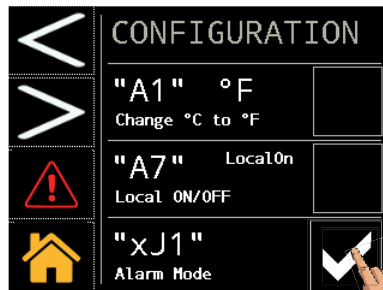 CONFIGURATION
"A1" °F
Change °C to °F
"A7" LocalOn
Local ON/OFF
"xJ1"
Alarm Mode